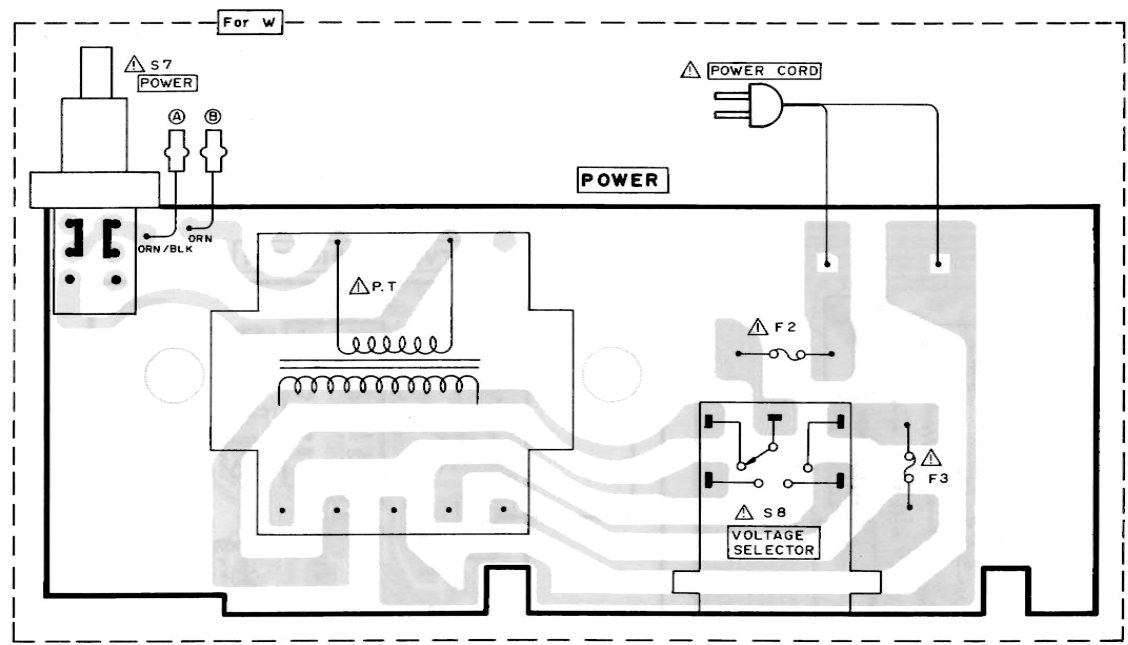 For W
S7
POWER
POWER CORD
A
B
POWER
ORN/BLK
ORN
P.T
F2
F3
S8
VOLTAGE
SELECTOR